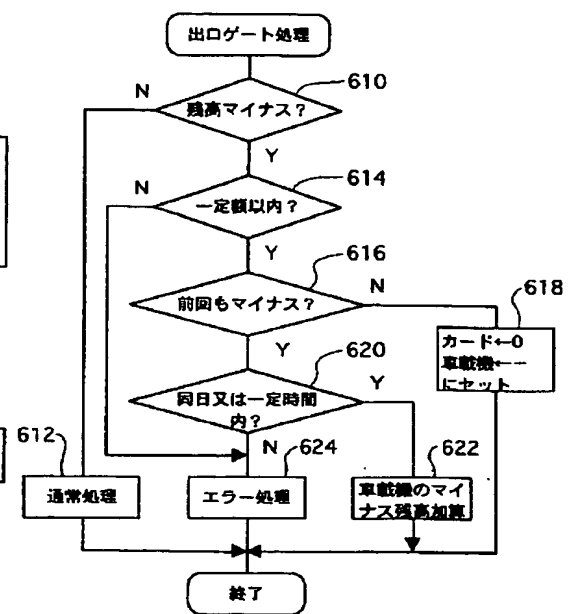 出口ゲート処理
610
残高マイナス？
N
Y
614
一定額以内？
N
Y
616
前回もマイナス？
N
Y
618
カード←0
車載機←−
にセット
620
同日又は一定時間
内？
Y
N
612
通常処理
624
エラー処理
622
車載機のマイ
ナス残高加算
終了